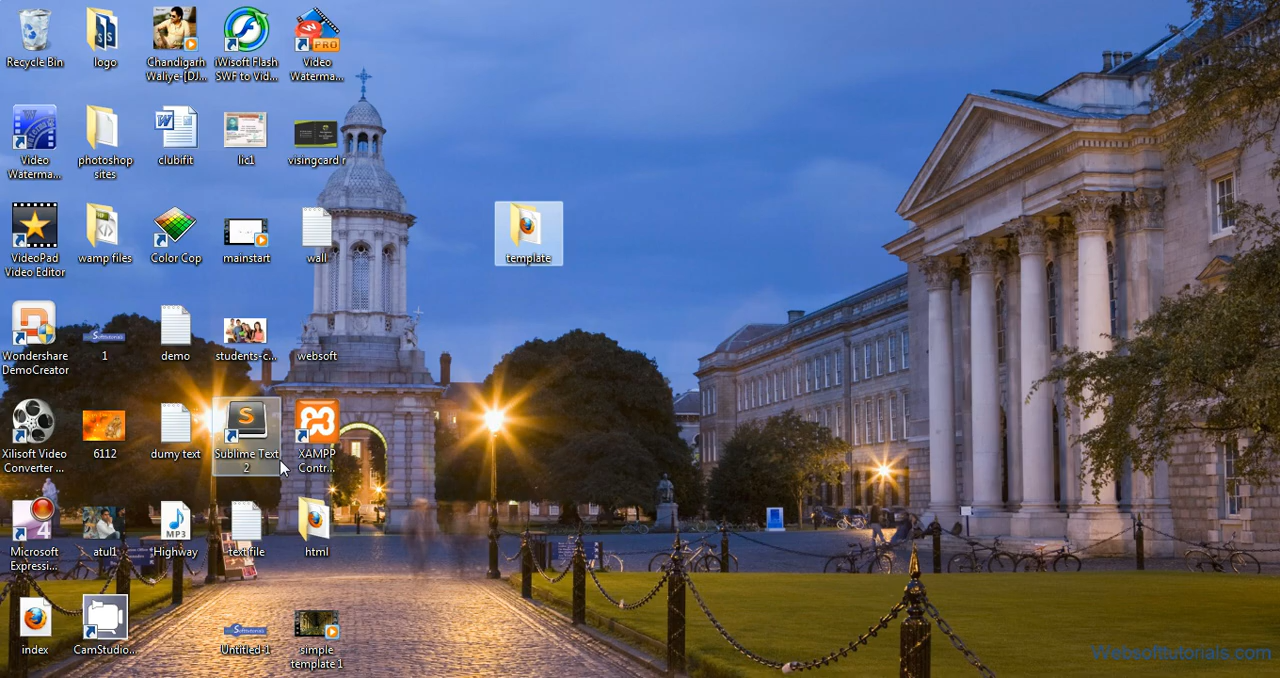 Recycle Bin
logo
Chandigarh
Waliye-[DJ...
iWisoft Flash
SWF to Vid...
Video
Waterma...
PRO
Video
Waterma...
photoshop
sites
clubifit
lic1
visingcard r
VideoPad
Video Editor
wamp files
Color Cop
mainstart
wall
template
Wondershare
DemoCreator
1
demo
students-c...
websoft
Xilisoft Video
Converter ...
6112
dumy text
Sublime Text
2
XAMPP
Contr...
Microsoft
Expressi...
atul1
MP3
Highway
text file
html
index
CamStudio...
Untitled-1
simple
template 1
Websofttutorials.com